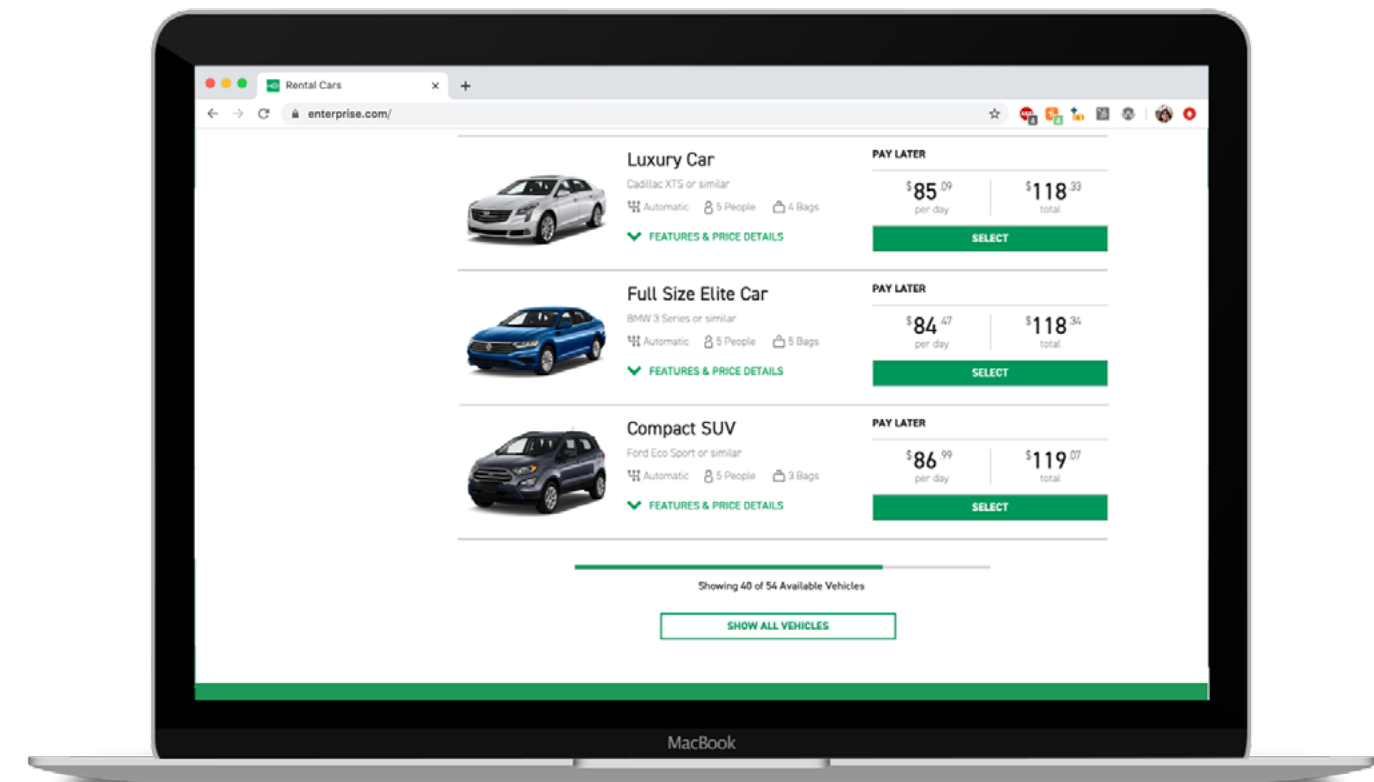 Rental Cars
enterprise.com/
Luxury Car
Cadillac XTS or similar
Automatic 5 People 4 Bags
FEATURES & PRICE DETAILS
PAY LATER
$85.09 $118.33
per day total
SELECT
Full Size Elite Car
BMW 3 Series or similar
Automatic 5 People 5 Bags
FEATURES & PRICE DETAILS
PAY LATER
$84.47 $118.34
per day total
SELECT
Compact SUV
Ford Eco Sport or similar
Automatic 5 People 3 Bags
FEATURES & PRICE DETAILS
PAY LATER
$86.99 $119.07
per day total
SELECT
Showing 40 of 54 Available Vehicles
SHOW ALL VEHICLES
MacBook